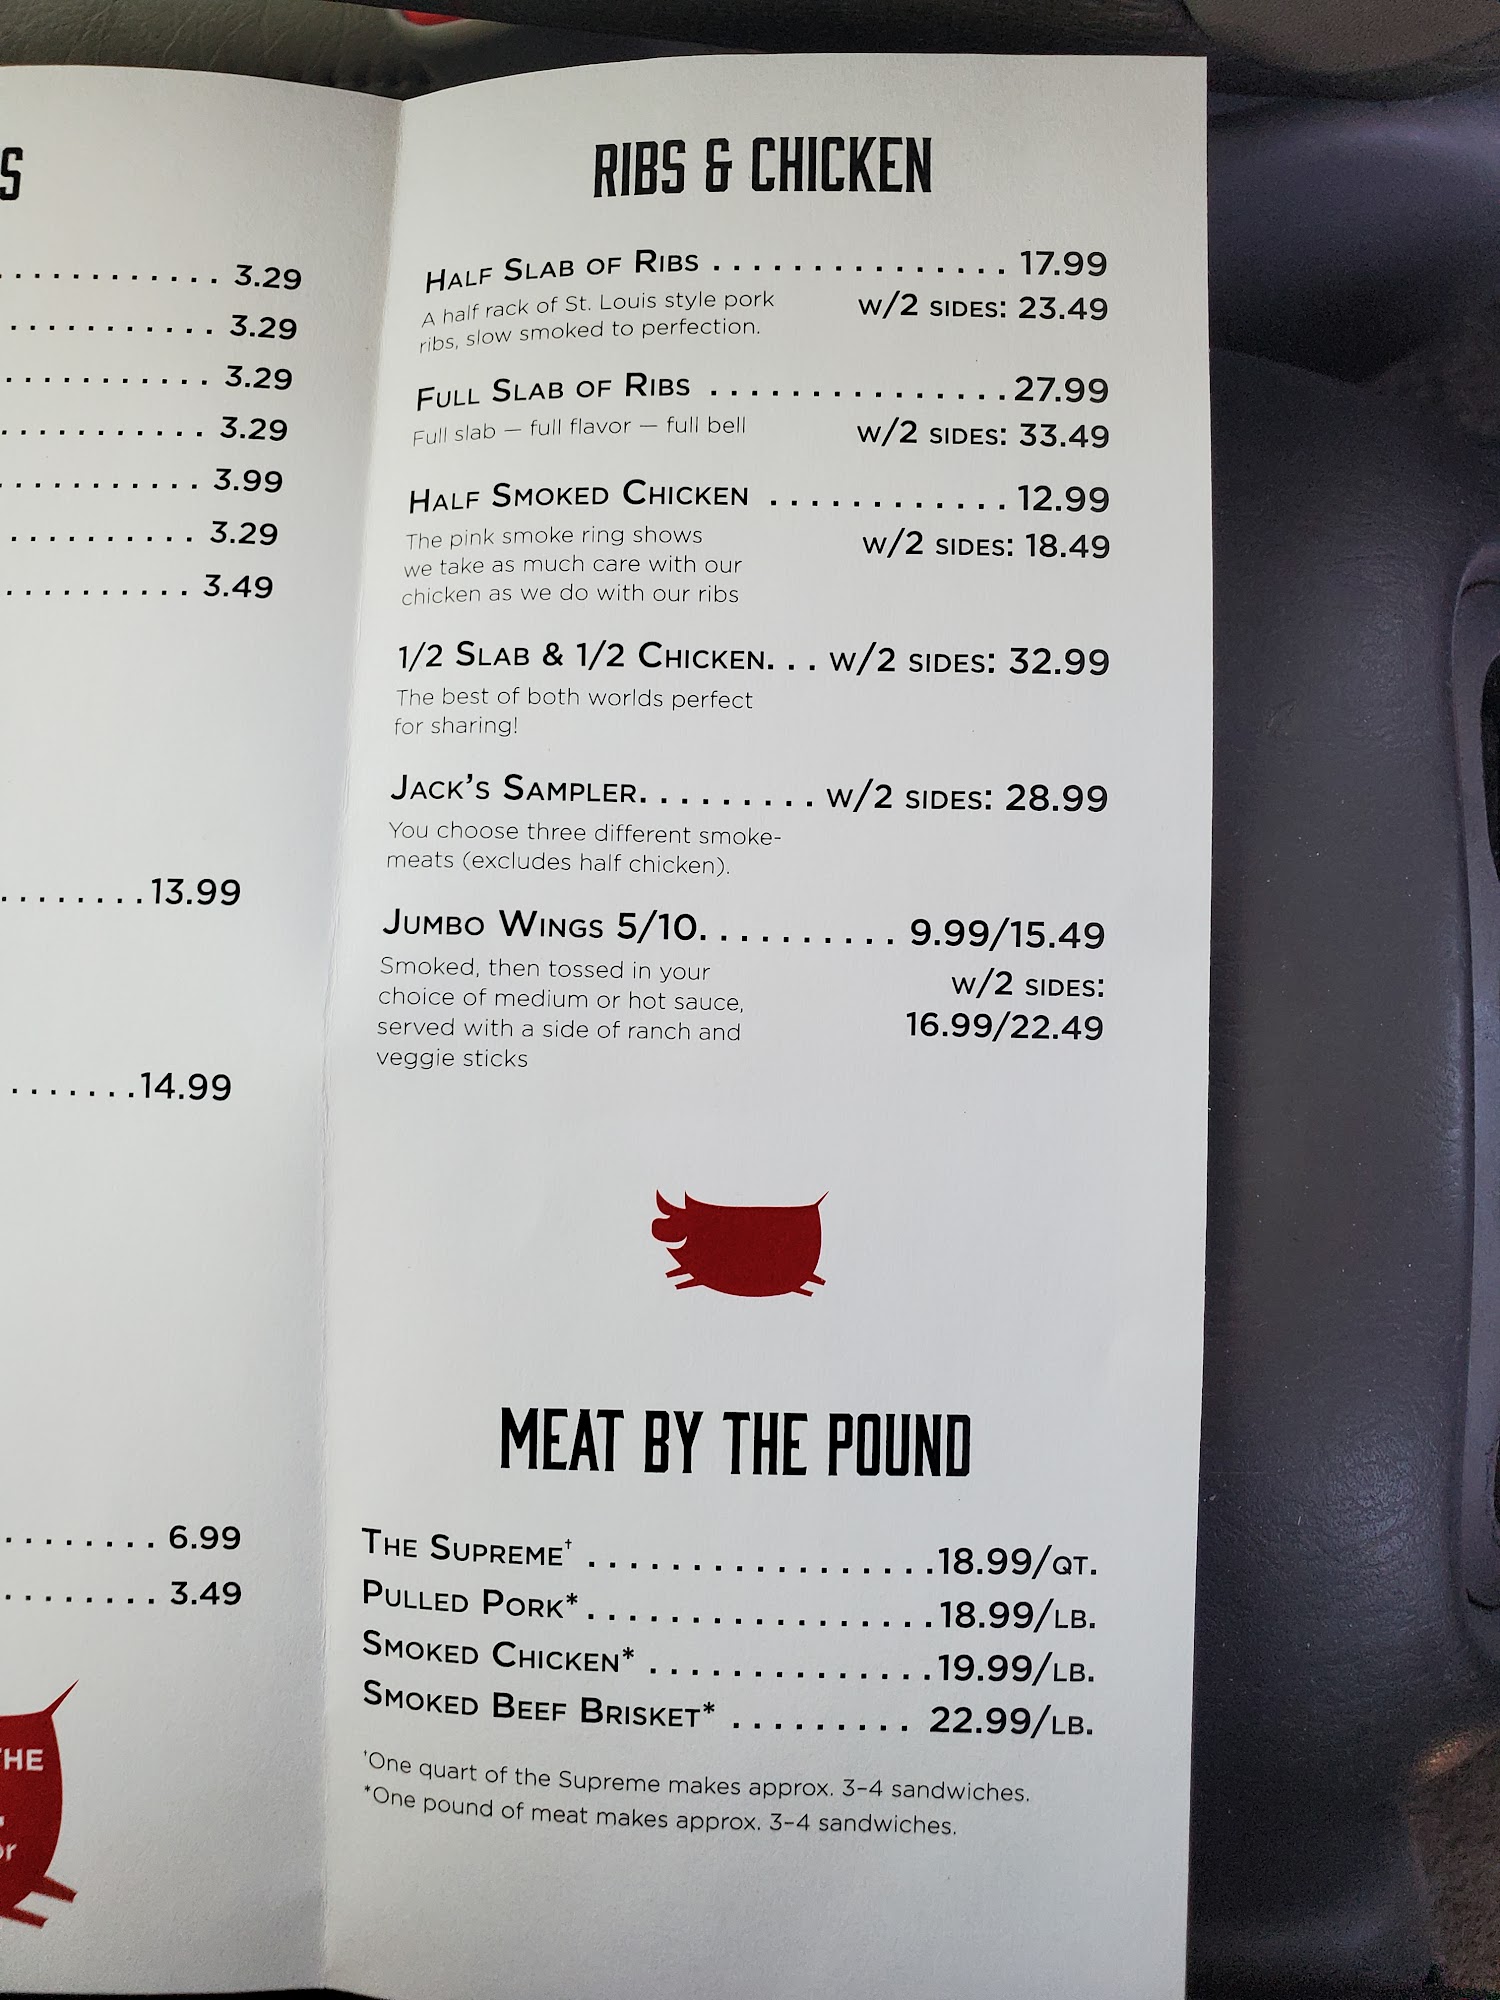 S
. . . . . . . . . . . . 3.29
. . . . . . . . . . . 3.29
. . . . . . . . . . . 3.29
. . . . . . . . . . . 3.29
. . . . . . . . . . . 3.99
. . . . . . . . . . 3.29
. . . . . . . . . . 3.49
. . . . . . . .13.99
. . . . . . .14.99
. . . . . . . . 6.99
. . . . . . . . 3.49
THE
or
RIBS & CHICKEN
HALF SLAB OF RIBS . . . . . . . . . . . . . . . 17.99
A half rack of St. Louis style pork W/2 SIDES: 23.49
ribs, slow smoked to perfection.
FULL SLAB OF RIBS . . . . . . . . . . . . . . .27.99
Full slab — full flavor — full bell W/2 SIDES: 33.49
HALF SMOKED CHICKEN . . . . . . . . . . . . 12.99
The pink smoke ring shows W/2 SIDES: 18.49
we take as much care with our
chicken as we do with our ribs
1/2 SLAB & 1/2 CHICKEN. . . W/2 SIDES: 32.99
The best of both worlds perfect
for sharing!
JACK'S SAMPLER. . . . . . . . . W/2 SIDES: 28.99
You choose three different smoke-
meats (excludes half chicken).
JUMBO WINGS 5/10. . . . . . . . . . 9.99/15.49
Smoked, then tossed in your W/2 SIDES:
choice of medium or hot sauce, 16.99/22.49
served with a side of ranch and
veggie sticks
MEAT BY THE POUND
THE SUPREME† . . . . . . . . . . . . . . . . .18.99/QT.
PULLED PORK* . . . . . . . . . . . . . . . . .18.99/LB.
SMOKED CHICKEN* . . . . . . . . . . . . . .19.99/LB.
SMOKED BEEF BRISKET* . . . . . . . . . 22.99/LB.
†One quart of the Supreme makes approx. 3-4 sandwiches.
*One pound of meat makes approx. 3-4 sandwiches.